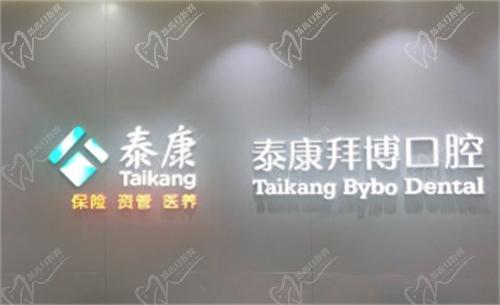 泰康
Taikang
保险 资管 医养
泰康拜博口腔
Taikang Bybo Dental